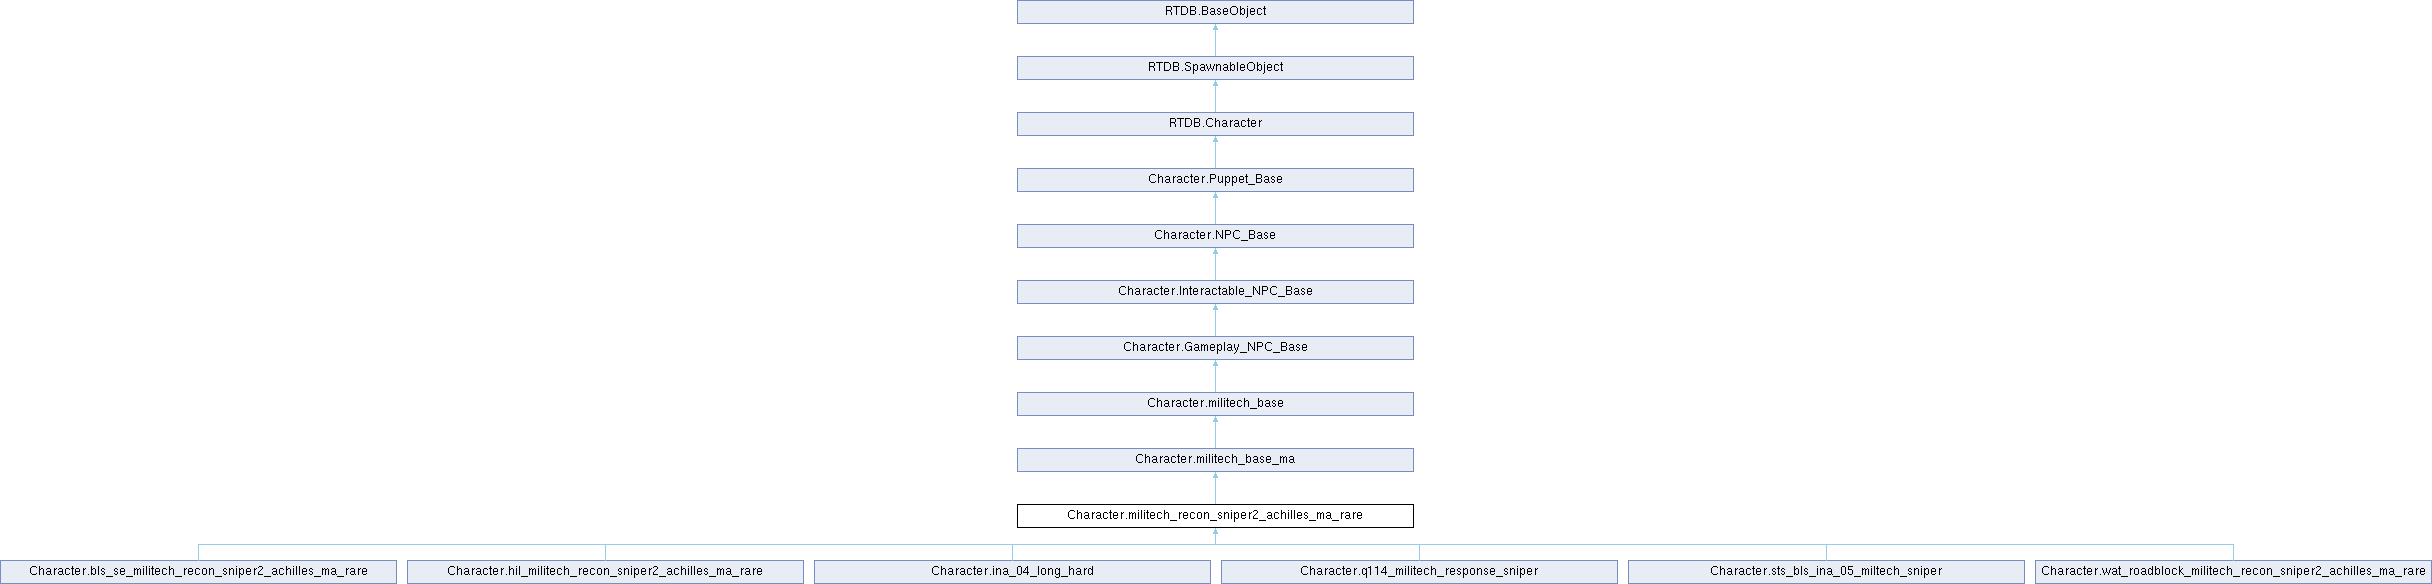 RTDB.BaseObject
RTDB.SpawnableObject
RTDB.Character
Character.Puppet_Base
Character.NPC_Base
Character.Interactable_NPC_Base
Character.Gameplay_NPC_Base
Character.militech_base
Character.militech_base_ma
Character.militech_recon_sniper2_achilles_ma_rare
Character.bls_se_militech_recon_sniper2_achilles_ma_rare
Character.hil_militech_recon_sniper2_achilles_ma_rare
Character.ina_04_long_hard
Character.q114_militech_response_sniper
Character.sts_bls_ina_05_miltech_sniper
Character.wat_roadblock_militech_recon_sniper2_achilles_ma_rare